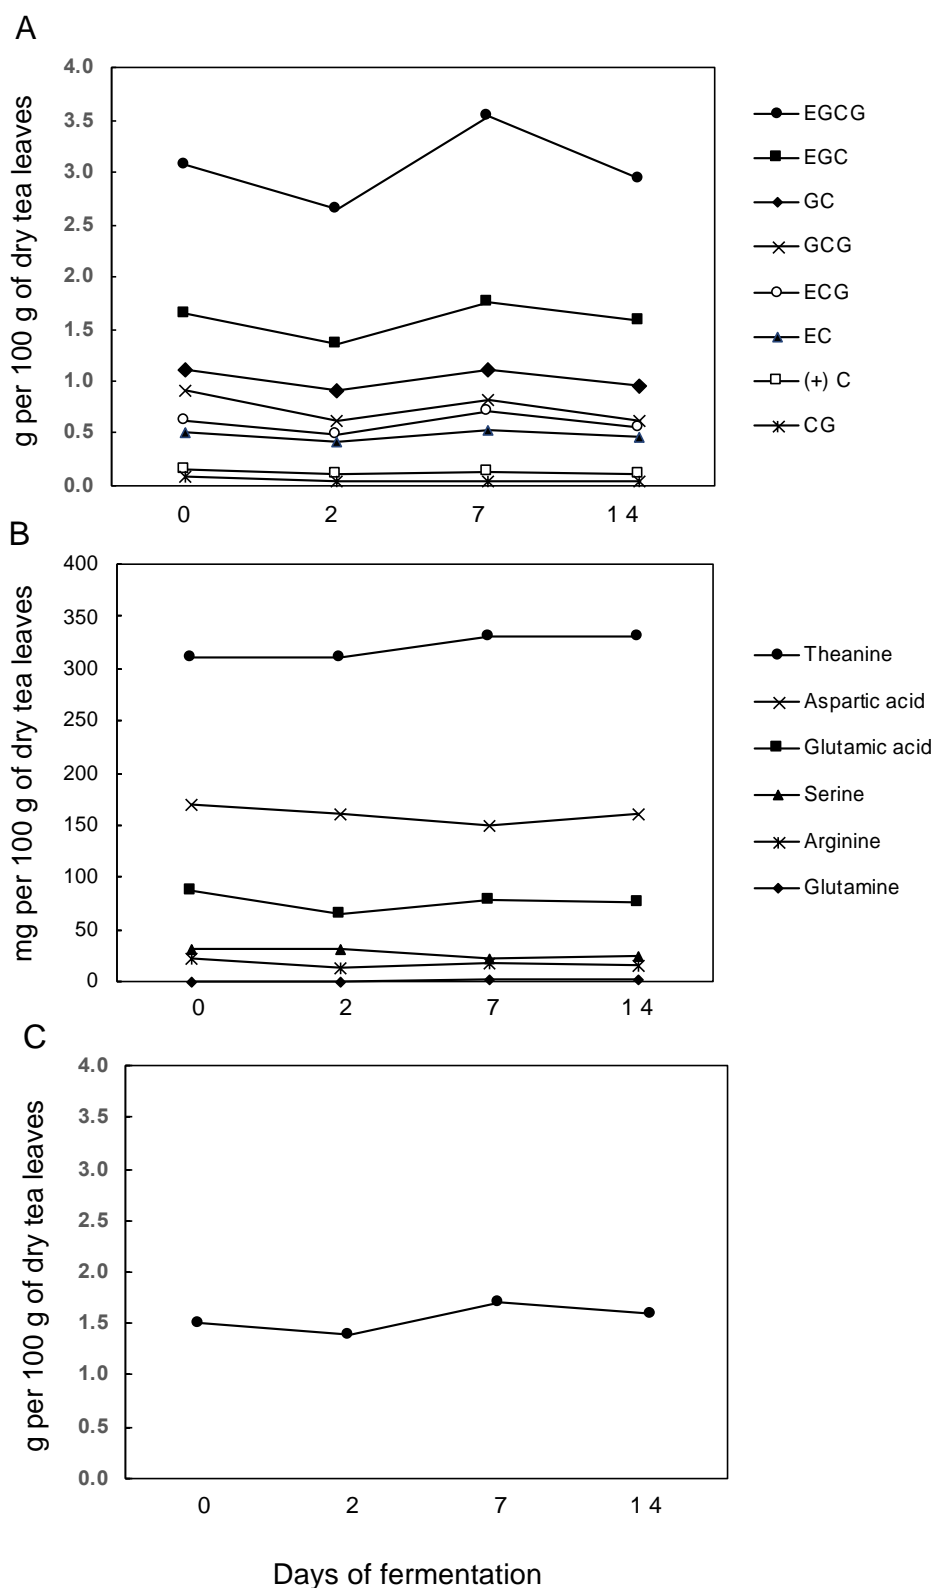 A
g per 100 g of dry tea leaves
4.0
3.5
3.0
2.5
2.0
1.5
1.0
0.5
0.0
0 2 7 1 4
EGCG
EGC
GC
GCG
ECG
EC
(+) C
CG
B
mg per 100 g of dry tea leaves
400
350
300
250
200
150
100
50
0
0 2 7 1 4
Theanine
Aspartic acid
Glutamic acid
Serine
Arginine
Glutamine
C
g per 100 g of dry tea leaves
4.0
3.5
3.0
2.5
2.0
1.5
1.0
0.5
0.0
0 2 7 1 4
Days of fermentation